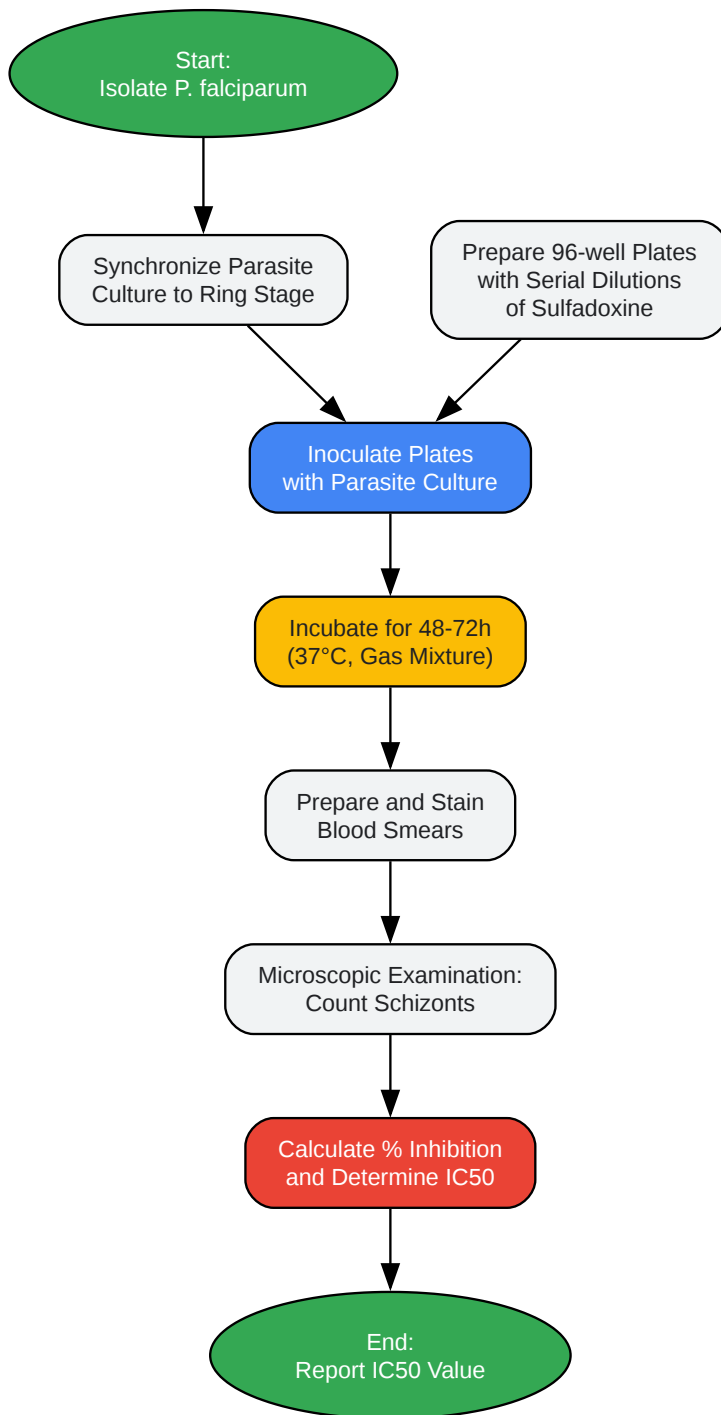 Start:
Isolate P. falciparum
Synchronize Parasite
Culture to Ring Stage
Prepare 96-well Plates
with Serial Dilutions
of Sulfadoxine
Inoculate Plates
with Parasite Culture
Incubate for 48-72h
(37°C, Gas Mixture)
Prepare and Stain
Blood Smears
Microscopic Examination:
Count Schizonts
Calculate % Inhibition
and Determine IC50
End:
Report IC50 Value